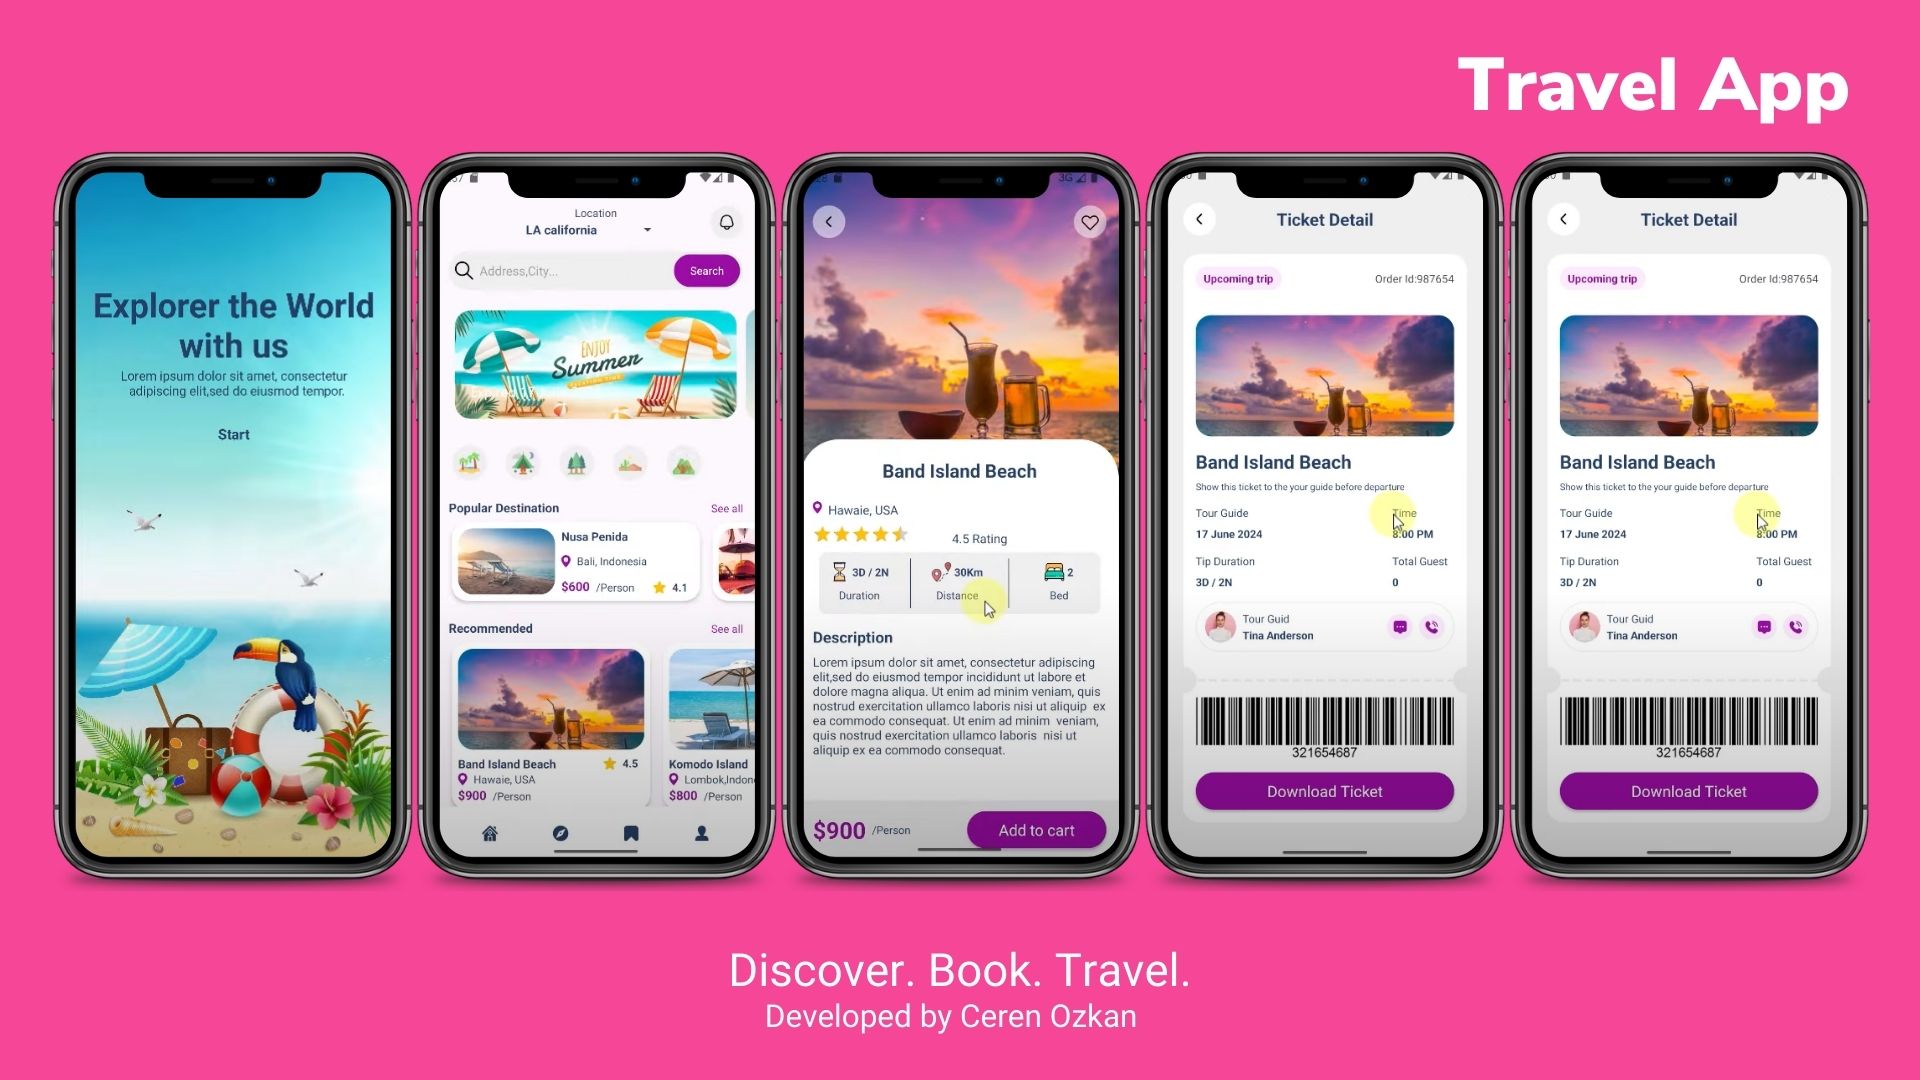 Travel App
Explorer the World
with us
Lorem ipsum dolor sit amet, consectetur
adipiscing elit,sed do eiusmod tempor.
Start
Location
LA california
Address,City...
Search
ENJOY
Summer
Popular Destination
See all
Nusa Penida
Bali, Indonesia
$600 /Person
4.1
Recommended
See all
Band Island Beach
4.5
Hawaie, USA
$900 /Person
Komodo Island
Lombok,Indon
$800 /Person
3G
Band Island Beach
Hawaie, USA
4.5 Rating
3D / 2N
Duration
30Km
Distance
2
Bed
Description
Lorem ipsum dolor sit amet, consectetur adipiscing
elit,sed do eiusmod tempor incididunt ut labore et
dolore magna aliqua. Ut enim ad minim veniam, quis
nostrud exercitation ullamco laboris nisi ut aliquip ex
ea commodo consequat. Ut enim ad minim veniam,
quis nostrud exercitation ullamco laboris nisi ut
aliquip ex ea commodo consequat.
$900 /Person
Add to cart
Ticket Detail
Upcoming trip
Order Id:987654
Band Island Beach
Show this ticket to the your guide before departure
Tour Guide
Time
17 June 2024
8:00 PM
Tip Duration
Total Guest
3D / 2N
0
Tour Guid
Tina Anderson
321654687
Download Ticket
Ticket Detail
Upcoming trip
Order Id:987654
Band Island Beach
Show this ticket to the your guide before departure
Tour Guide
Time
17 June 2024
8:00 PM
Tip Duration
Total Guest
3D / 2N
0
Tour Guid
Tina Anderson
321654687
Download Ticket
Discover. Book. Travel.
Developed by Ceren Ozkan